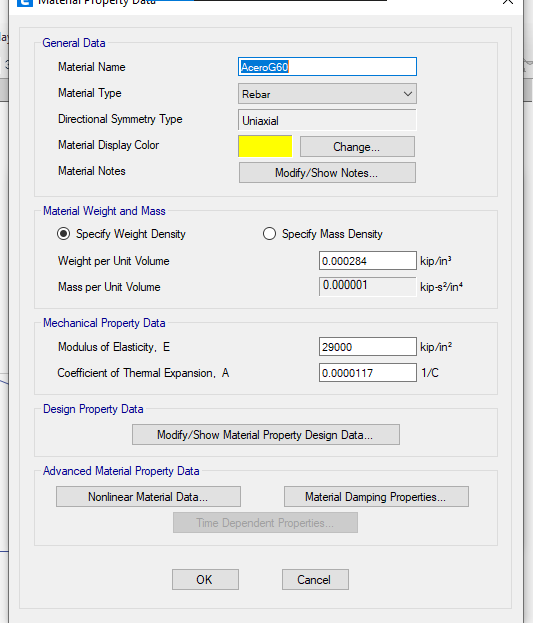 Material Property Data
General Data
Material Name AceroG60
Material Type Rebar
Directional Symmetry Type Uniaxial
Material Display Color Change...
Material Notes Modify/Show Notes...
Material Weight and Mass
Specify Weight Density Specify Mass Density
Weight per Unit Volume 0.000284 kip/in³
Mass per Unit Volume 0.000001 kip-s²/in⁴
Mechanical Property Data
Modulus of Elasticity, E 29000 kip/in²
Coefficient of Thermal Expansion, A 0.0000117 1/C
Design Property Data
Modify/Show Material Property Design Data...
Advanced Material Property Data
Nonlinear Material Data... Material Damping Properties...
Time Dependent Properties...
OK Cancel